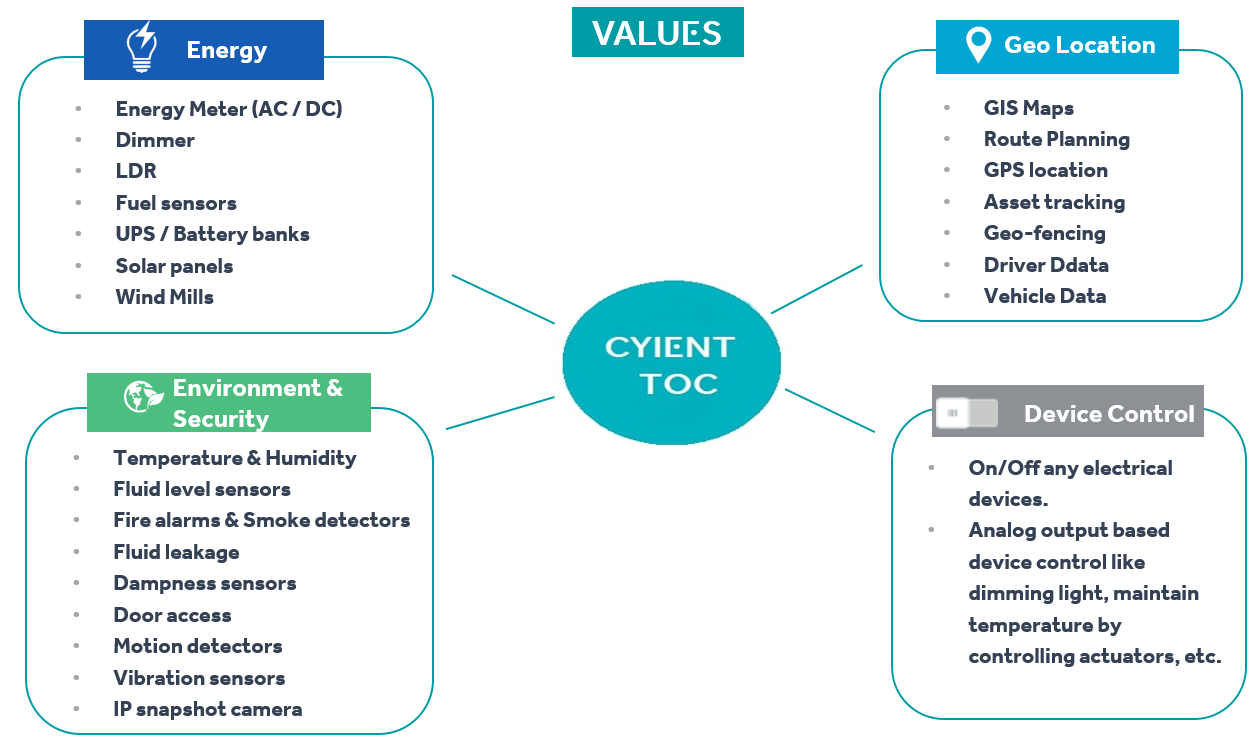 VALUES
Energy
Energy Meter (AC / DC)
Dimmer
LDR
Fuel sensors
UPS / Battery banks
Solar panels
Wind Mills
Geo Location
GIS Maps
Route Planning
GPS location
Asset tracking
Geo-fencing
Driver Ddata
Vehicle Data
CYIENT
TOC
Environment &
Security
Temperature & Humidity
Fluid level sensors
Fire alarms & Smoke detectors
Fluid leakage
Dampness sensors
Door access
Motion detectors
Vibration sensors
IP snapshot camera
Device Control
On/Off any electrical
devices.
Analog output based
device control like
dimming light, maintain
temperature by
controlling actuators, etc.